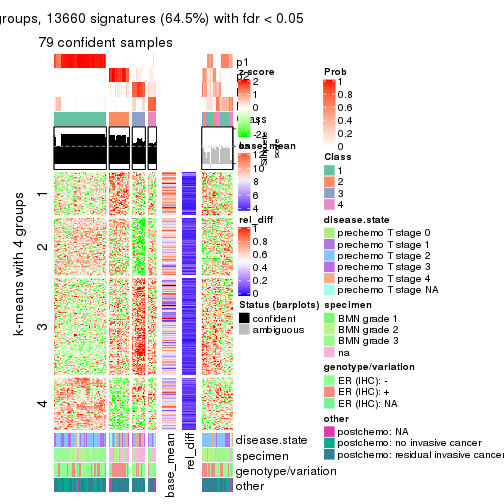 groups, 13660 signatures (64.5%) with fdr < 0.05
79 confident samples
p1
p2
z-score
2
1
0
-1
-2
Silhouette
score
base_mean
12
10
8
6
4
rel_diff
1
0.8
0.6
0.4
0.2
0
Status (barplots)
confident
ambiguous
Prob
1
0.8
0.6
0.4
0.2
0
Class
1
2
3
4
disease.state
prechemo T stage 0
prechemo T stage 1
prechemo T stage 2
prechemo T stage 3
prechemo T stage 4
prechemo T stage NA
specimen
BMN grade 1
BMN grade 2
BMN grade 3
na
genotype/variation
ER (IHC): -
ER (IHC): +
ER (IHC): NA
other
postchemo: NA
postchemo: no invasive cancer
postchemo: residual invasive cancer
k-means with 4 groups
1
2
3
4
base_mean
rel_diff
disease.state
specimen
genotype/variation
other